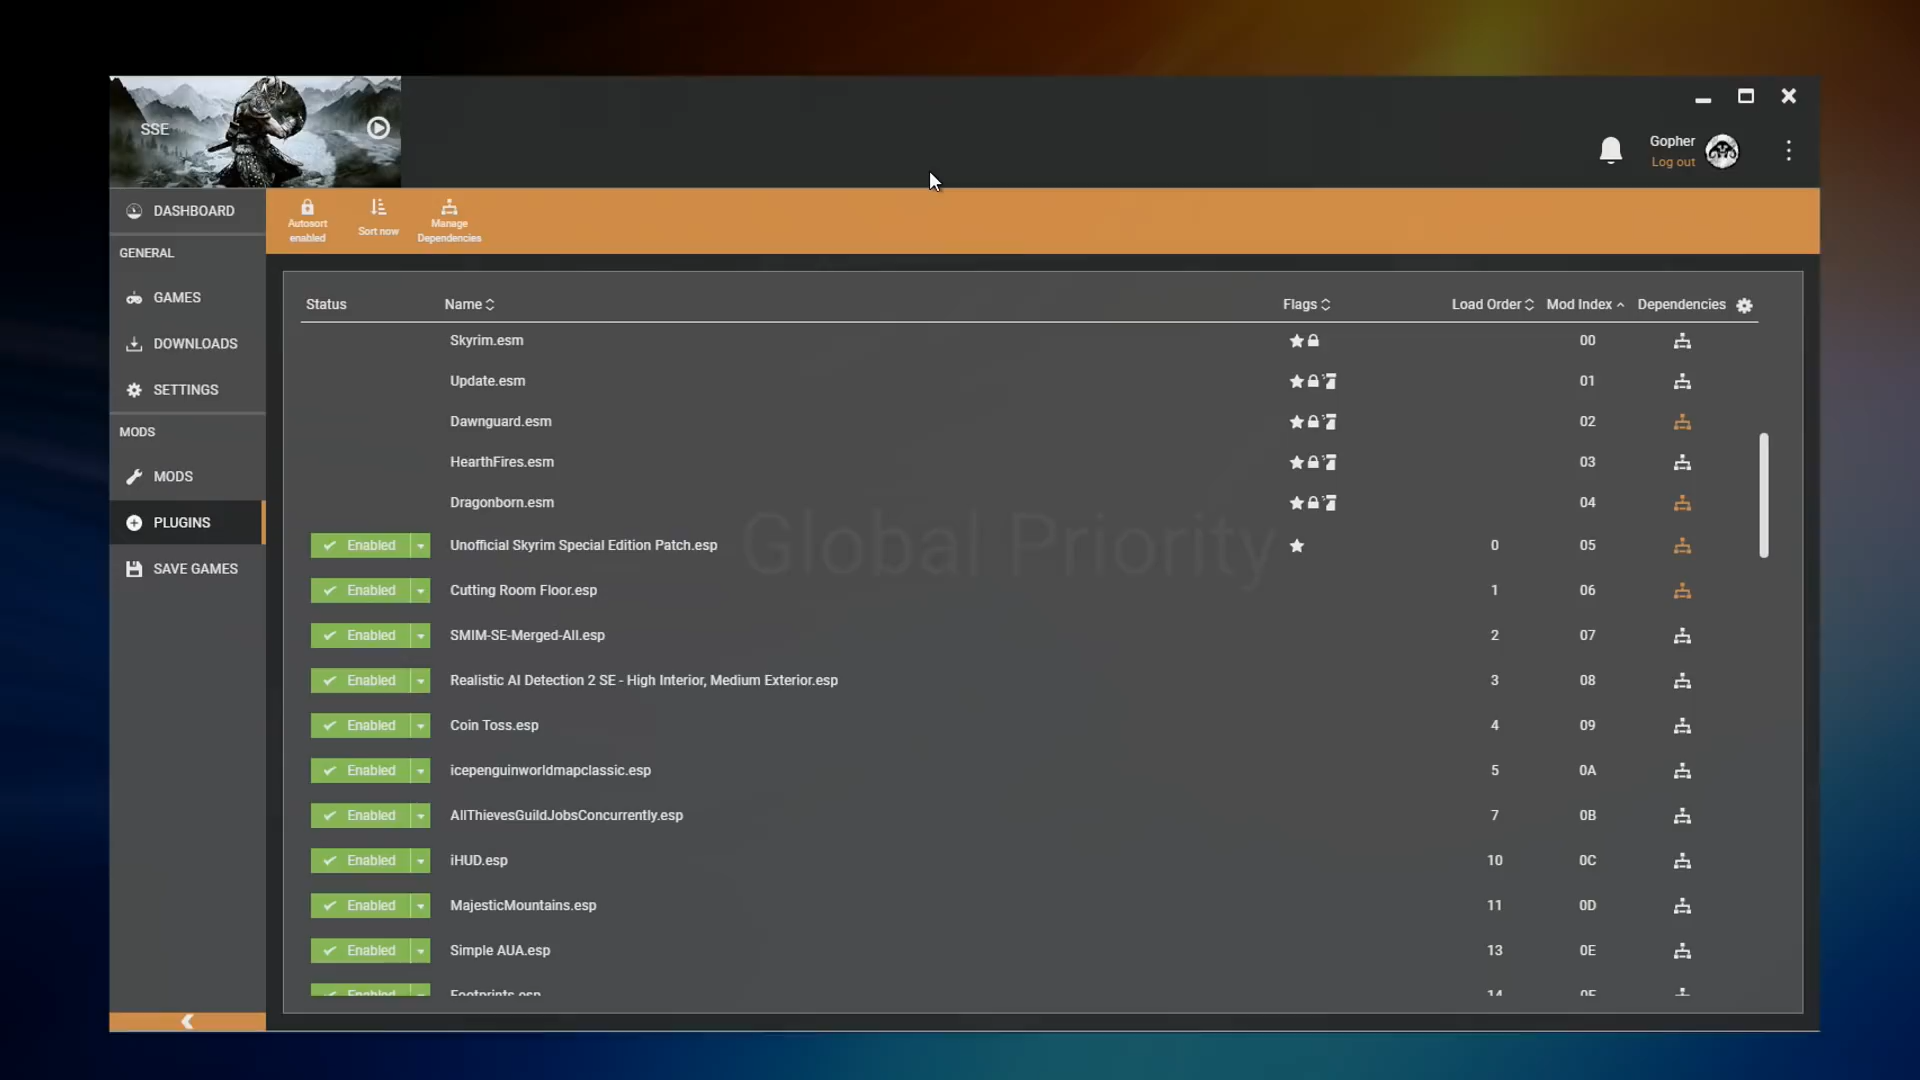 SSE
Gopher
Log out
DASHBOARD
GENERAL
GAMES
DOWNLOADS
SETTINGS
MODS
MODS
PLUGINS
SAVE GAMES
Autosort enabled
Sort now
Manage Dependencies
Status Name Flags Load Order Mod Index Dependencies
Skyrim.esm 00
Update.esm 01
Dawnguard.esm 02
HearthFires.esm 03
Dragonborn.esm 04
Global Priority
Enabled Unofficial Skyrim Special Edition Patch.esp 0 05
Enabled Cutting Room Floor.esp 1 06
Enabled SMIM-SE-Merged-All.esp 2 07
Enabled Realistic AI Detection 2 SE - High Interior, Medium Exterior.esp 3 08
Enabled Coin Toss.esp 4 09
Enabled icepenguinworldmapclassic.esp 5 0A
Enabled AllThievesGuildJobsConcurrently.esp 7 0B
Enabled iHUD.esp 10 0C
Enabled MajesticMountains.esp 11 0D
Enabled Simple AUA.esp 13 0E
Enabled Footprints.esp 14 0F